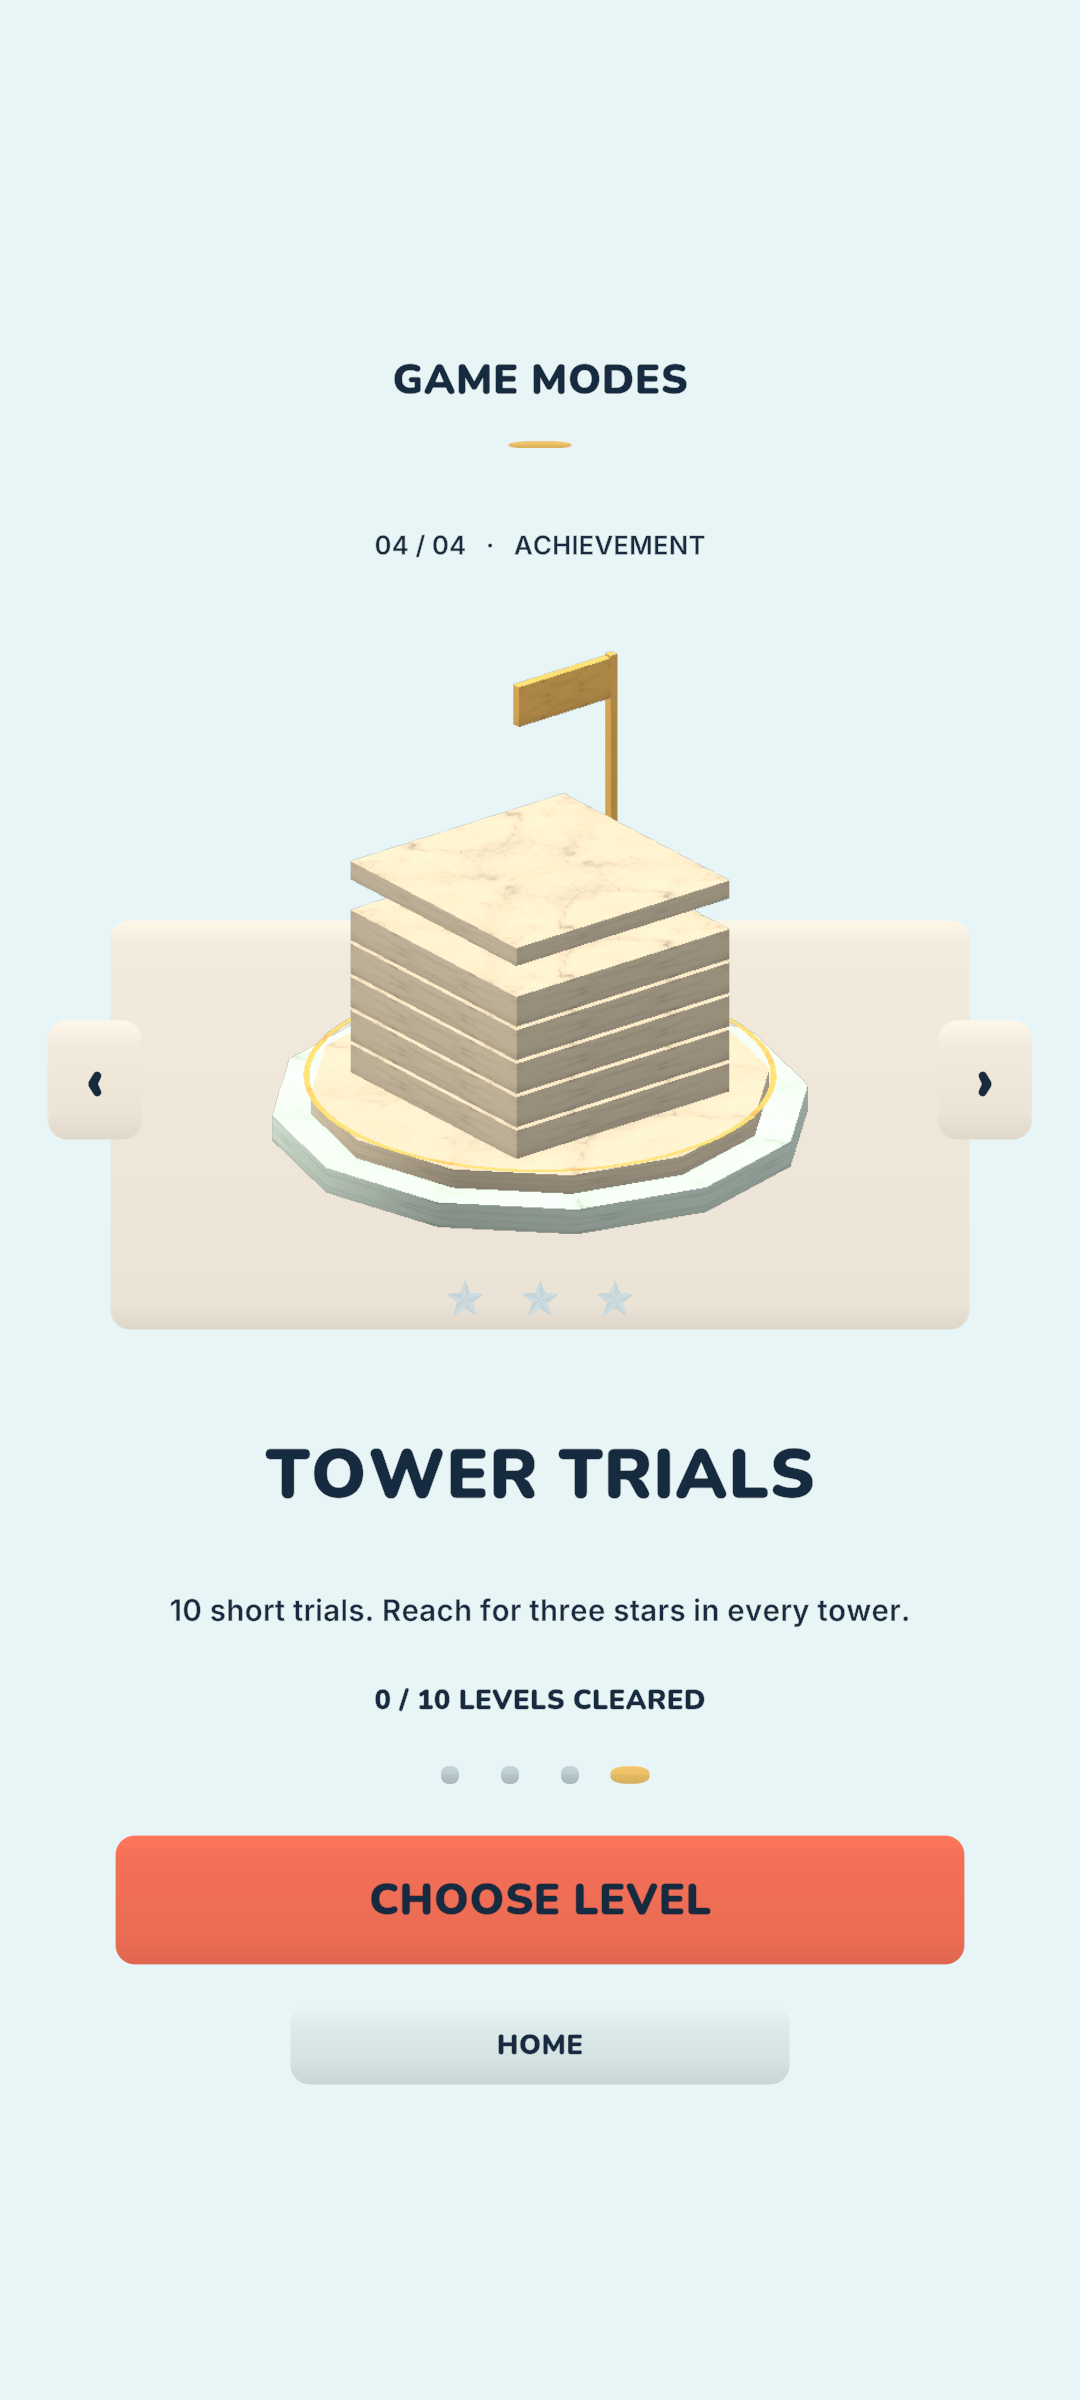 GAME MODES
04 / 04 · ACHIEVEMENT
‹ ›
TOWER TRIALS
10 short trials. Reach for three stars in every tower.
0 / 10 LEVELS CLEARED
CHOOSE LEVEL
HOME